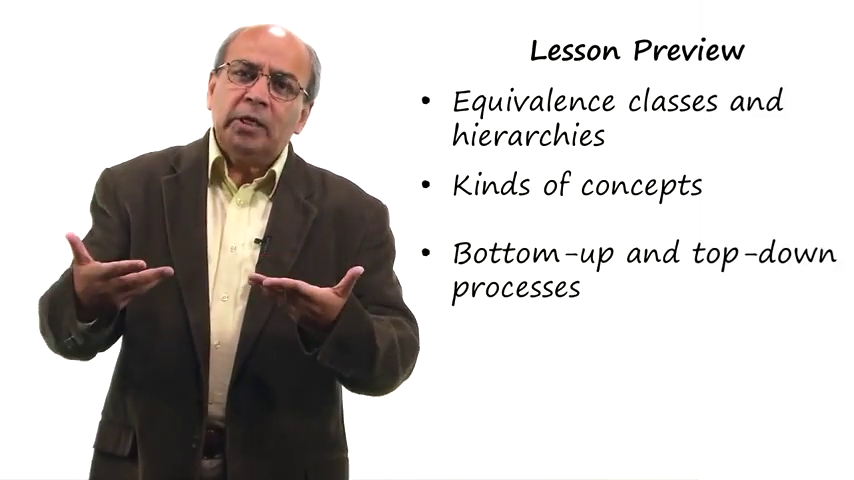 Lesson Preview
• Equivalence classes and
hierarchies
• Kinds of concepts
• Bottom-up and top-down
processes